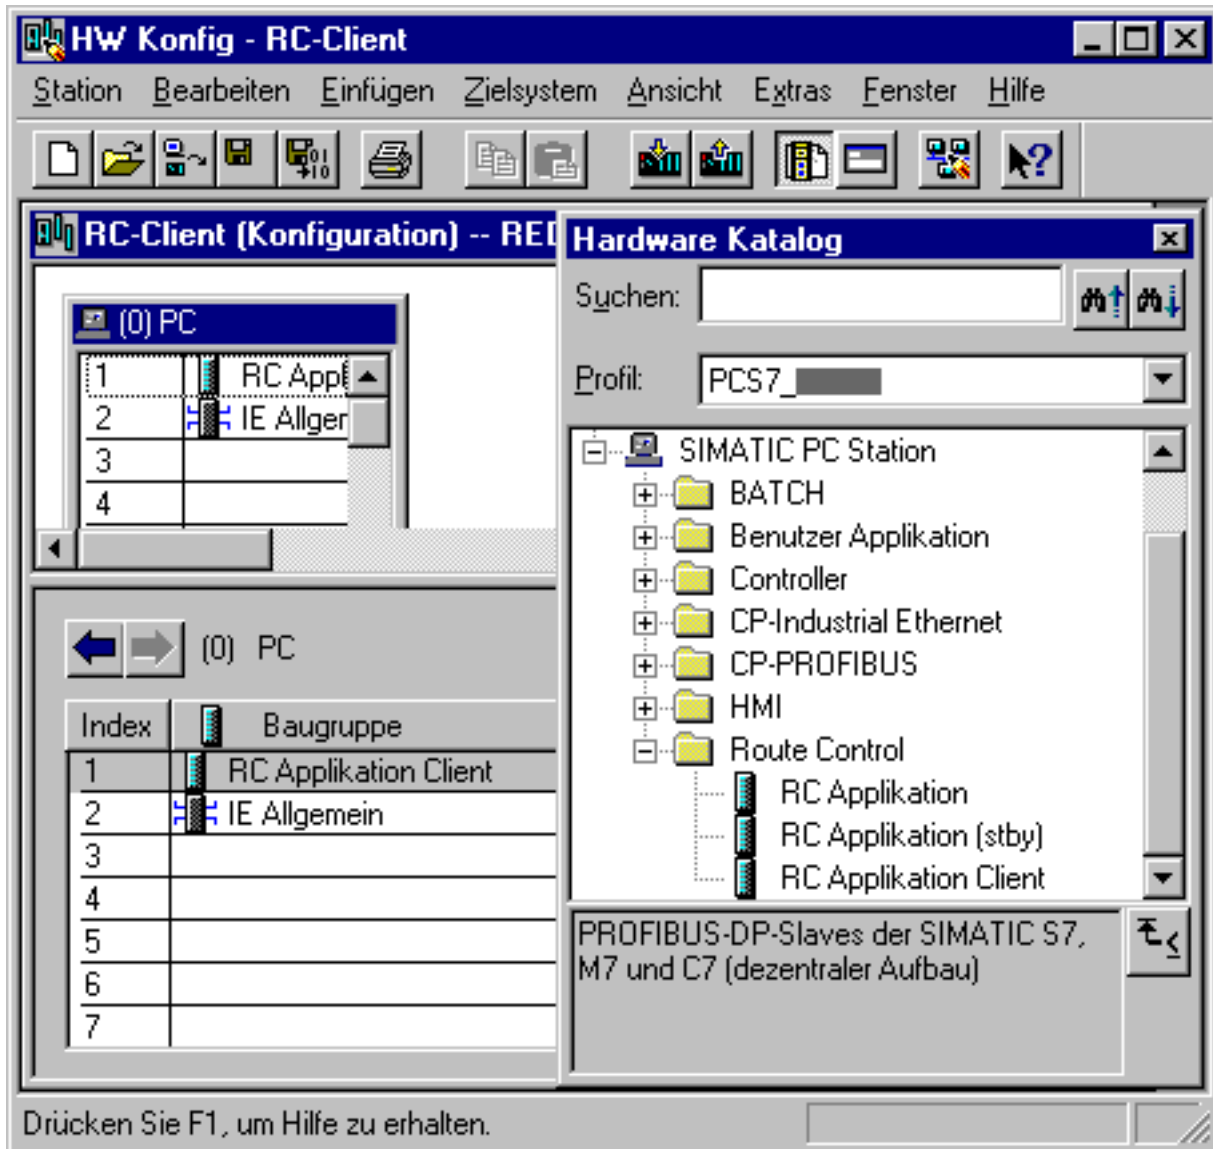 HW Konfig - RC-Client
Station Bearbeiten Einfügen Zielsystem Ansicht Extras Fenster Hilfe
RC-Client (Konfiguration) -- RED
(0) PC
1 RC Appl
2 IE Allger
3
4
(0) PC
Index Baugruppe
1 RC Applikation Client
2 IE Allgemein
3
4
5
6
7
Hardware Katalog
Suchen:
Profil: PCS7_
SIMATIC PC Station
BATCH
Benutzer Applikation
Controller
CP-Industrial Ethernet
CP-PROFIBUS
HMI
Route Control
RC Applikation
RC Applikation (stby)
RC Applikation Client
PROFIBUS-DP-Slaves der SIMATIC S7,
M7 und C7 (dezentraler Aufbau)
Drücken Sie F1, um Hilfe zu erhalten.